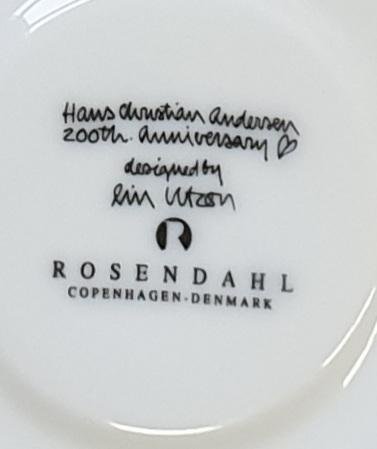 Hans Christian Andersen
200th. anniversary
designed by
Lin Utzon
R
ROSENDAHL
COPENHAGEN-DENMARK